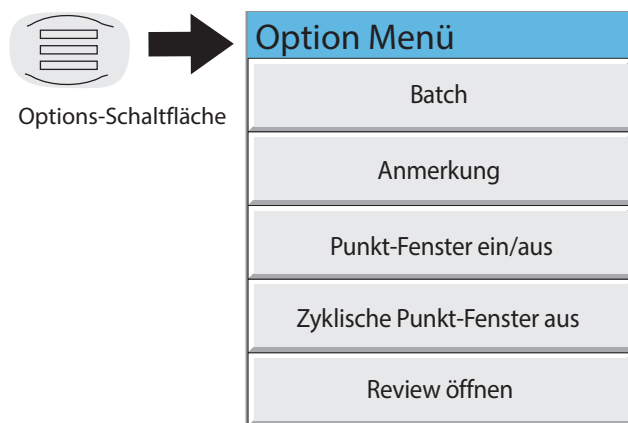 Option Menü
Options-Schaltfläche
Batch
Anmerkung
Punkt-Fenster ein/aus
Zyklische Punkt-Fenster aus
Review öffnen